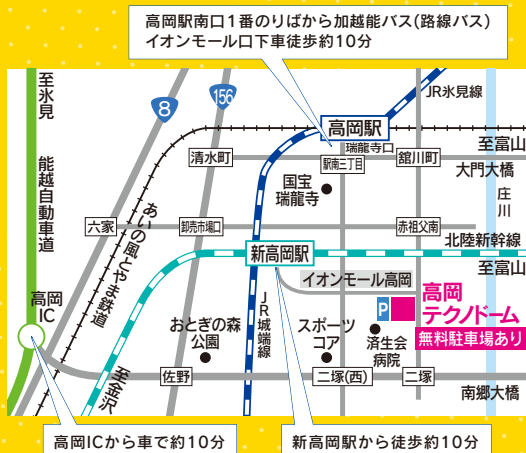 高岡駅南口1番のりばから加越能バス(路線バス)
イオンモール口下車徒歩約10分
至氷見
能越自動車道
8
156
JR氷見線
高岡駅
瑞龍寺口
至富山
清水町
駅南三丁目
舘川町
大門大橋
国宝
瑞龍寺
庄川
あいの風とやま鉄道
六家
卸売市場口
赤祖父南
北陸新幹線
新高岡駅
至富山
イオンモール高岡
高岡
IC
高岡
テクノドーム
P
無料駐車場あり
JR城端線
おとぎの森
公園
スポーツ
コア
済生会
病院
至金沢
佐野
二塚(西)
二塚
南郷大橋
高岡ICから車で約10分
新高岡駅から徒歩約10分